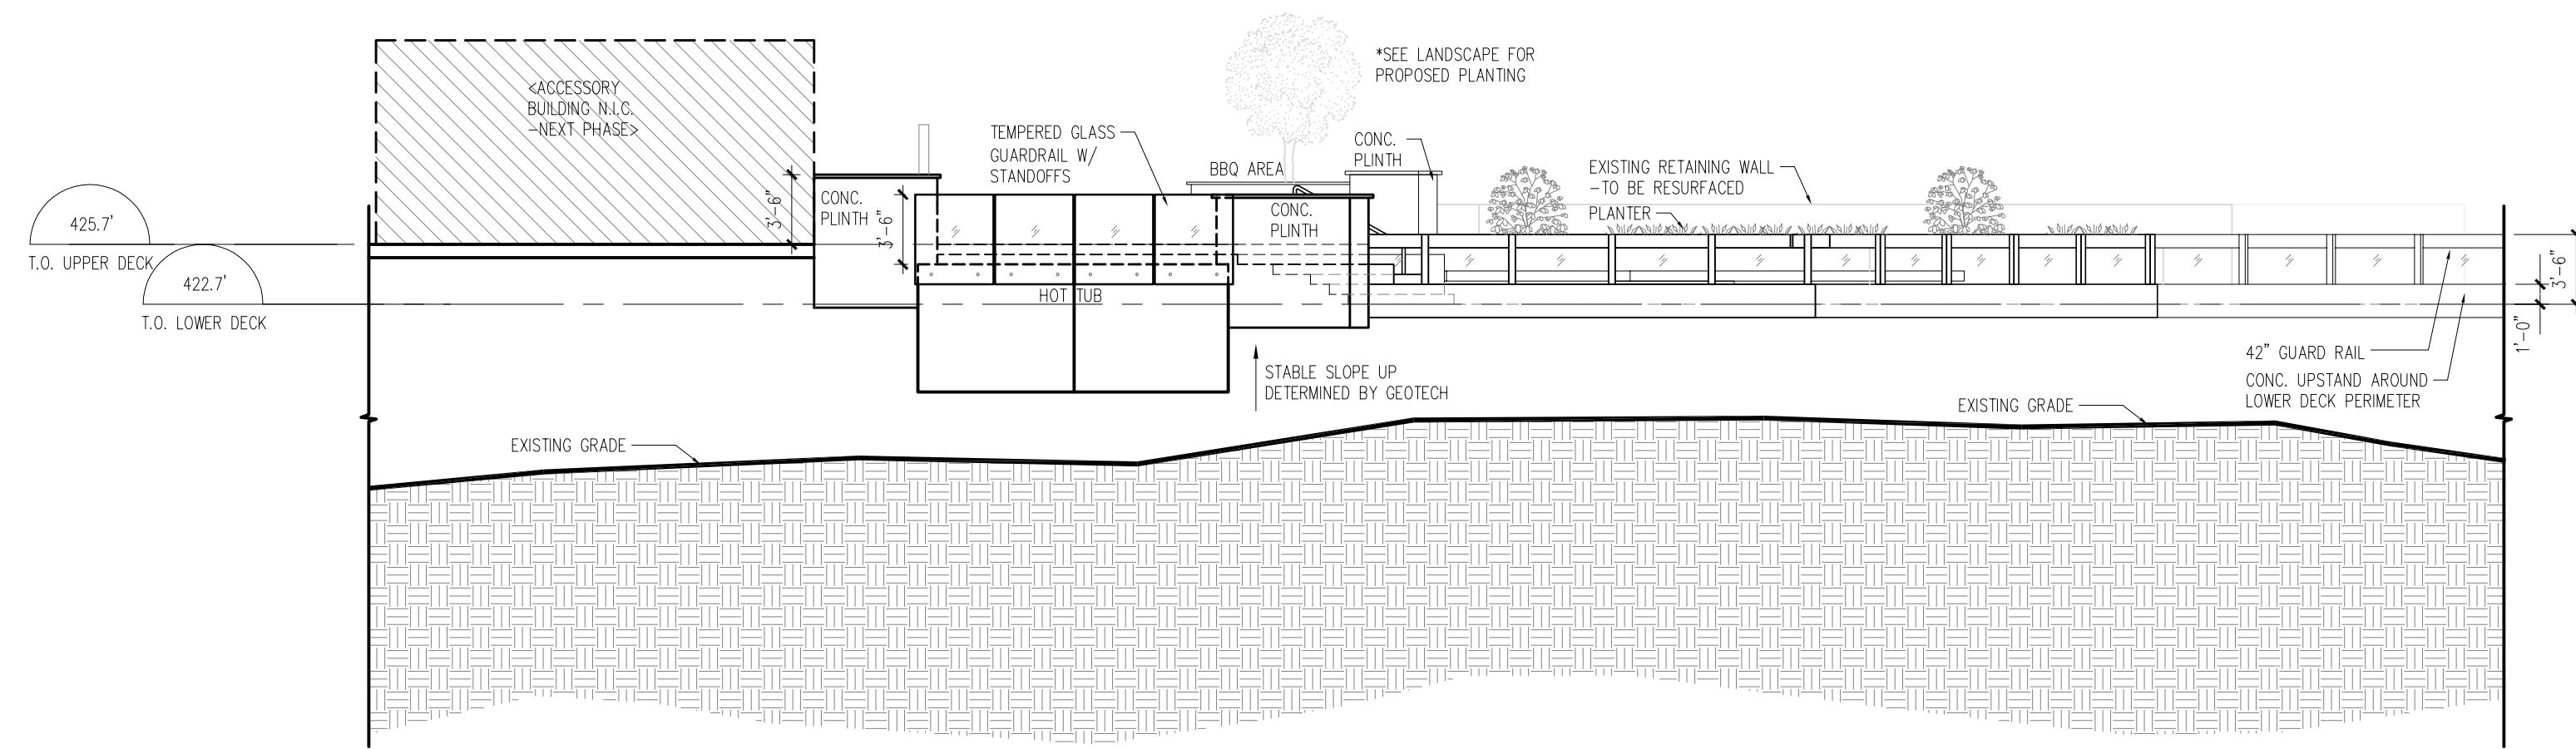 *SEE LANDSCAPE FOR
PROPOSED PLANTING
<ACCESSORY
BUILDING N.I.C.
-NEXT PHASE>
TEMPERED GLASS
GUARDRAIL W/
STANDOFFS
BBQ AREA
CONC.
PLINTH
EXISTING RETAINING WALL
-TO BE RESURFACED
PLANTER
425.7'
T.O. UPPER DECK
422.7'
T.O. LOWER DECK
3'-6"
CONC.
PLINTH
3'-6"
CONC.
PLINTH
HOT TUB
3'-6"
1'-0"
STABLE SLOPE UP
DETERMINED BY GEOTECH
42" GUARD RAIL
CONC. UPSTAND AROUND
LOWER DECK PERIMETER
EXISTING GRADE
EXISTING GRADE